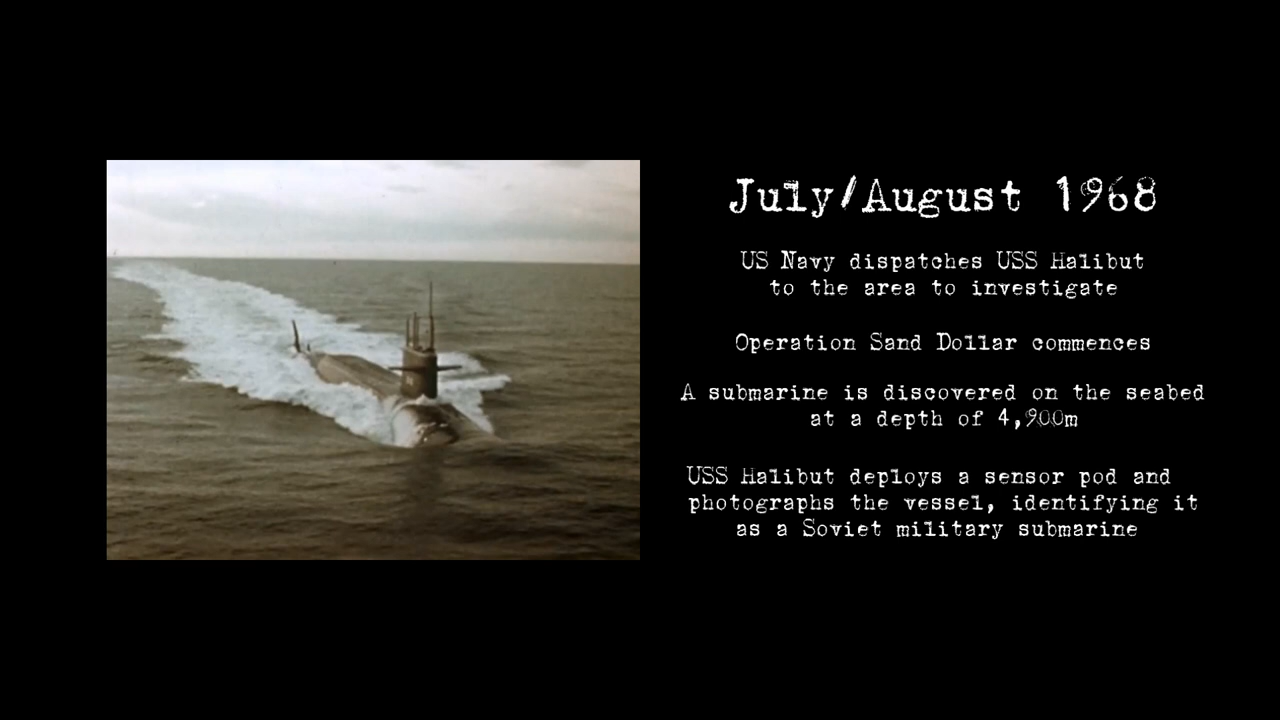 July/August 1968
US Navy dispatches USS Halibut
to the area to investigate
Operation Sand Dollar commences
A submarine is discovered on the seabed
at a depth of 4,900m
USS Halibut deploys a sensor pod and
photographs the vessel, identifying it
as a Soviet military submarine